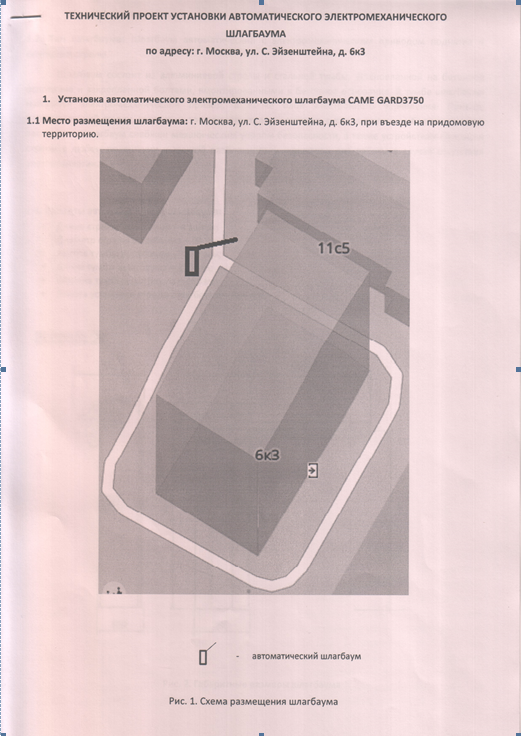 ТЕХНИЧЕСКИЙ ПРОЕКТ УСТАНОВКИ АВТОМАТИЧЕСКОГО ЭЛЕКТРОМЕХАНИЧЕСКОГО
ШЛАГБАУМА
по адресу: г. Москва, ул. С. Эйзенштейна, д. 6к3
1. Установка автоматического электромеханического шлагбаума CAME GARD3750
1.1 Место размещения шлагбаума: г. Москва, ул. С. Эйзенштейна, д. 6к3, при въезде на придомовую
территорию.
11с5
6к3
- автоматический шлагбаум
Рис. 1. Схема размещения шлагбаума